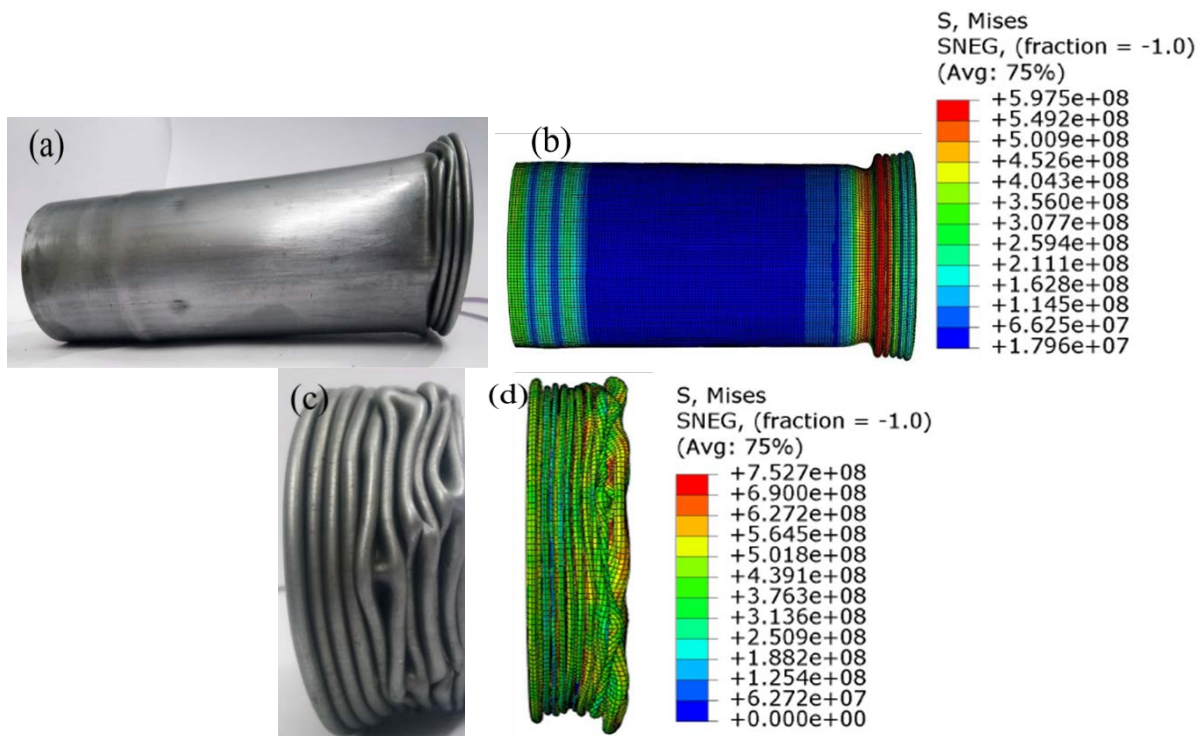 S, Mises
SNEG, (fraction = -1.0)
(Avg: 75%)
+5.975e+08
+5.492e+08
+5.009e+08
+4.526e+08
+4.043e+08
+3.560e+08
+3.077e+08
+2.594e+08
+2.111e+08
+1.628e+08
+1.145e+08
+6.625e+07
+1.796e+07
(a)
(b)
(c)
(d)
S, Mises
SNEG, (fraction = -1.0)
(Avg: 75%)
+7.527e+08
+6.900e+08
+6.272e+08
+5.645e+08
+5.018e+08
+4.391e+08
+3.763e+08
+3.136e+08
+2.509e+08
+1.882e+08
+1.254e+08
+6.272e+07
+0.000e+00